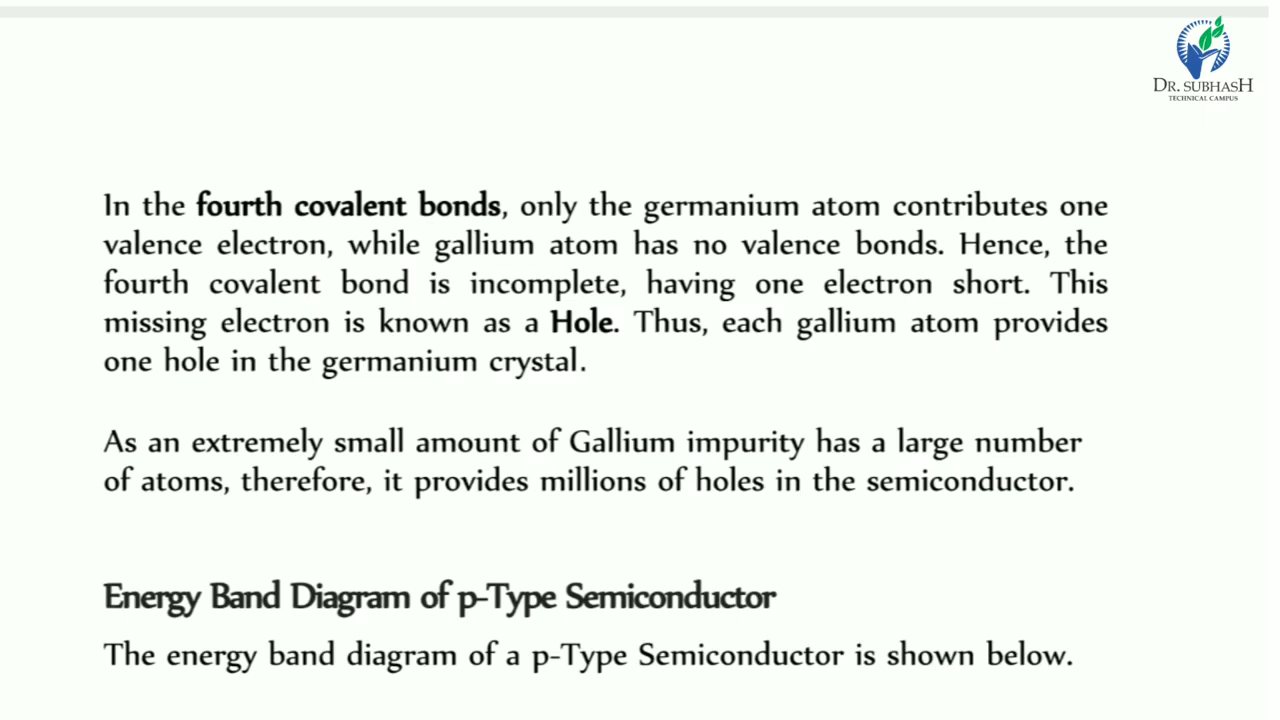 DR. SUBHASH
TECHNICAL CAMPUS
In the fourth covalent bonds, only the germanium atom contributes one
valence electron, while gallium atom has no valence bonds. Hence, the
fourth covalent bond is incomplete, having one electron short. This
missing electron is known as a Hole. Thus, each gallium atom provides
one hole in the germanium crystal.
As an extremely small amount of Gallium impurity has a large number
of atoms, therefore, it provides millions of holes in the semiconductor.
Energy Band Diagram of p-Type Semiconductor
The energy band diagram of a p-Type Semiconductor is shown below.